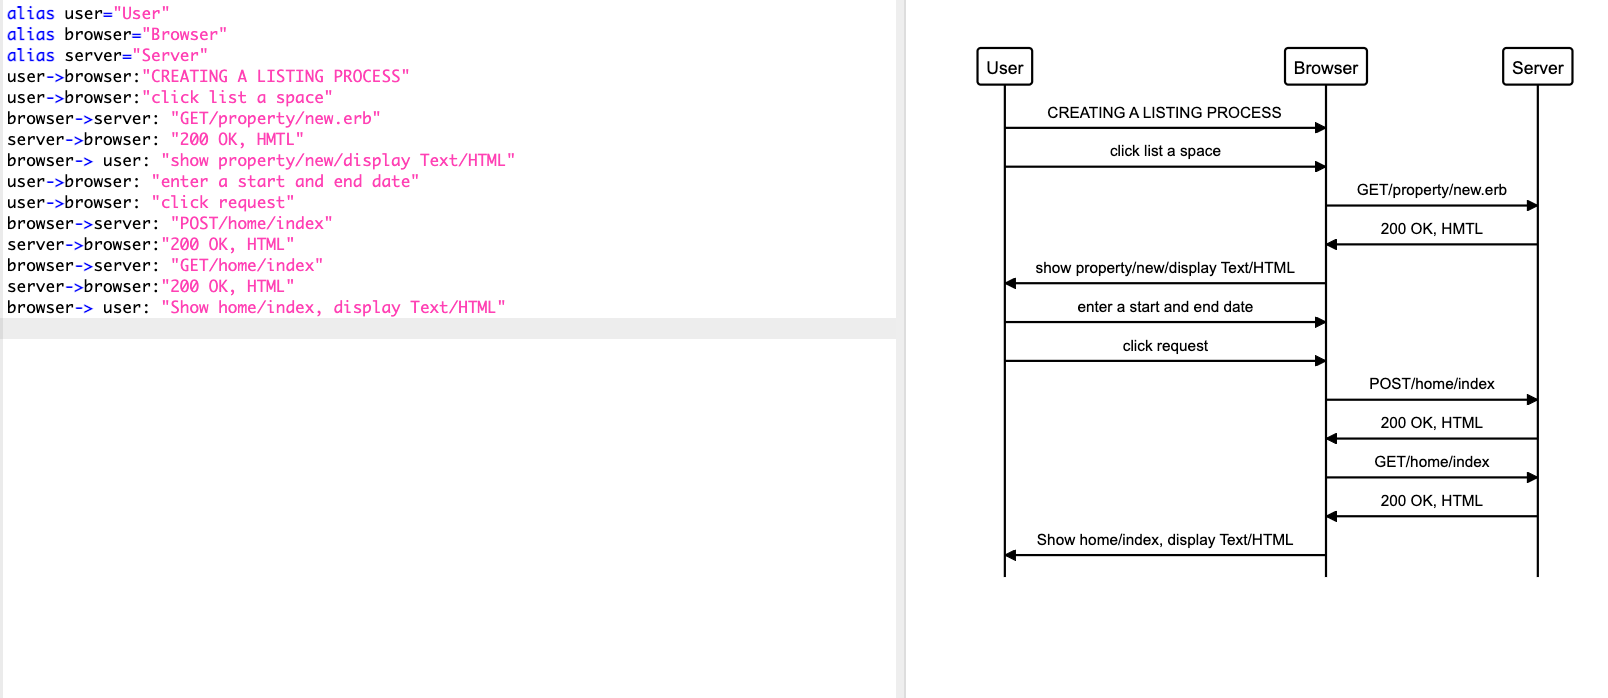 alias user="User"
alias browser="Browser"
alias server="Server"
user->browser:"CREATING A LISTING PROCESS"
user->browser:"click list a space"
browser->server: "GET/property/new.erb"
server->browser: "200 OK, HMTL"
browser-> user: "show property/new/display Text/HTML"
user->browser: "enter a start and end date"
user->browser: "click request"
browser->server: "POST/home/index"
server->browser:"200 OK, HTML"
browser->server: "GET/home/index"
server->browser:"200 OK, HTML"
browser-> user: "Show home/index, display Text/HTML"
User Browser Server
CREATING A LISTING PROCESS
click list a space
GET/property/new.erb
200 OK, HMTL
show property/new/display Text/HTML
enter a start and end date
click request
POST/home/index
200 OK, HTML
GET/home/index
200 OK, HTML
Show home/index, display Text/HTML